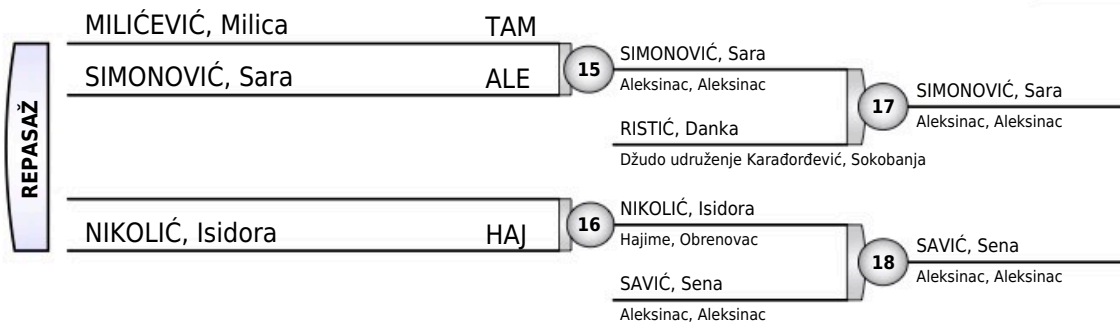 REPASAŽ
MILIĆEVIĆ, Milica TAM
SIMONOVIĆ, Sara ALE
15
SIMONOVIĆ, Sara
Aleksinac, Aleksinac
RISTIĆ, Danka
Džudo udruženje Karađorđević, Sokobanja
17
SIMONOVIĆ, Sara
Aleksinac, Aleksinac
NIKOLIĆ, Isidora HAJ
16
NIKOLIĆ, Isidora
Hajime, Obrenovac
SAVIĆ, Sena
Aleksinac, Aleksinac
18
SAVIĆ, Sena
Aleksinac, Aleksinac